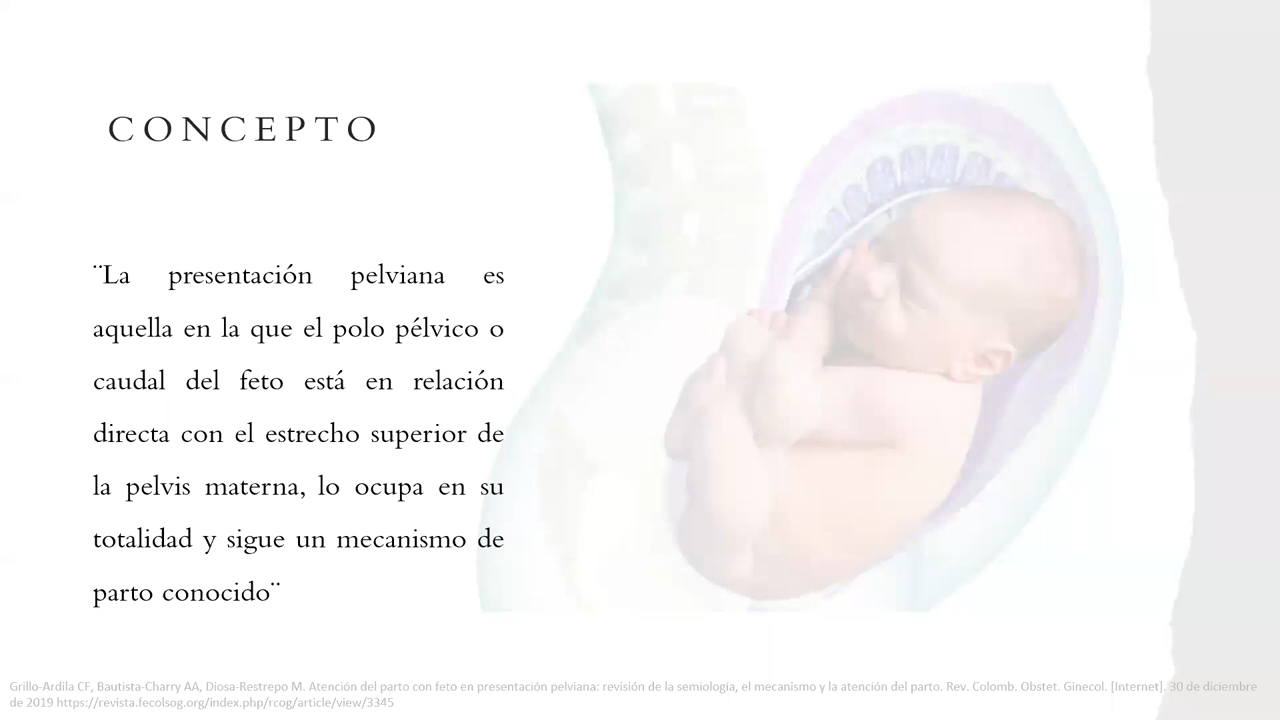 CONCEPTO
¨La presentación pelviana es
aquella en la que el polo pélvico o
caudal del feto está en relación
directa con el estrecho superior de
la pelvis materna, lo ocupa en su
totalidad y sigue un mecanismo de
parto conocido¨
Grillo-Ardila CF, Bautista-Charry AA, Diosa-Restrepo M. Atención del parto con feto en presentación pelviana: revisión de la semiología, el mecanismo y la atención del parto. Rev. Colomb. Obstet. Ginecol. [Internet]. 30 de diciembre
de 2019 https://revista.fecolsog.org/index.php/rcog/article/view/3345